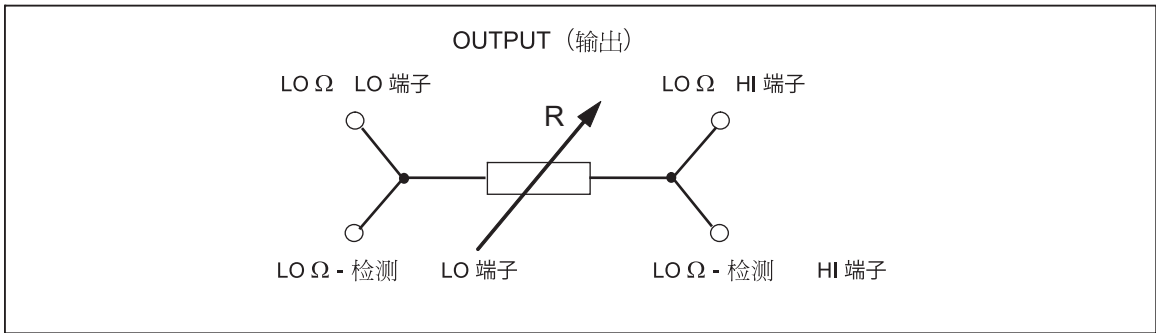 OUTPUT（输出）
LO Ω LO 端子 LO Ω HI 端子
R
LO Ω - 检测 LO 端子 LO Ω - 检测 HI 端子